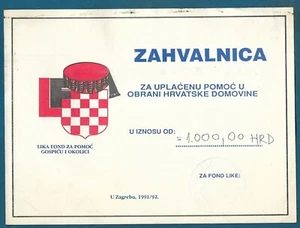 ZAHVALNICA
ZA UPLAĆENU POMOĆ U
OBRANI HRVATSKE DOMOVINE
U IZNOSU OD: =1.000,00 HRD
LIKA FOND ZA POMOĆ
GOSPIĆU I OKOLICI
ZA FOND LIKE:
U Zagrebu, 1991/92.